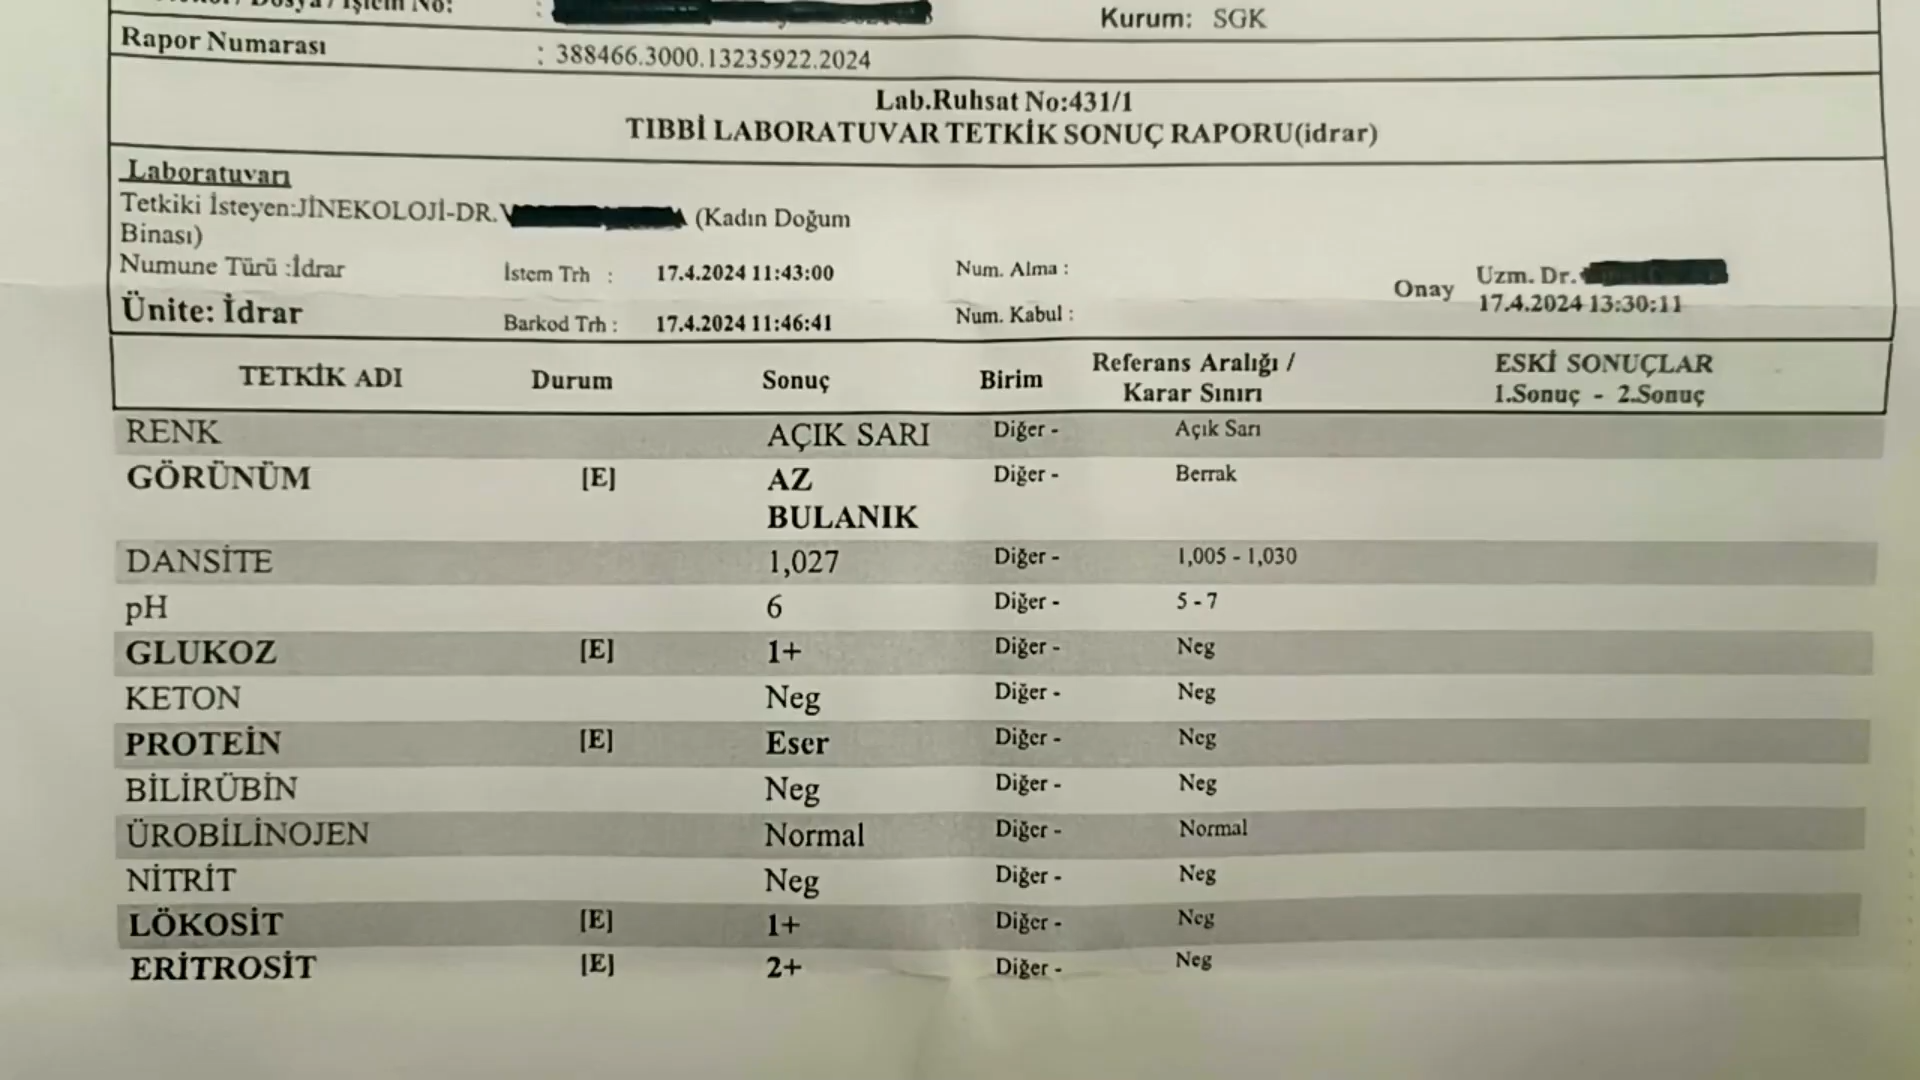 Kurum: SGK
Rapor Numarası : 388466.3000.13235922.2024
Lab.Ruhsat No:431/1
TIBBİ LABORATUVAR TETKİK SONUÇ RAPORU(idrar)
Laboratuvarı
Tetkiki İsteyen:JİNEKOLOJİ-DR. (Kadın Doğum
Binası)
Numune Türü :İdrar İstem Trh : 17.4.2024 11:43:00 Num. Alma : Onay Uzm. Dr.
Ünite: İdrar Barkod Trh : 17.4.2024 11:46:41 Num. Kabul : 17.4.2024 13:30:11
TETKİK ADI Durum Sonuç Birim Referans Aralığı / Karar Sınırı ESKİ SONUÇLAR 1.Sonuç - 2.Sonuç
RENK AÇIK SARI Diğer - Açık Sarı
GÖRÜNÜM [E] AZ Diğer - Berrak
BULANIK
DANSİTE 1,027 Diğer - 1,005 - 1,030
pH 6 Diğer - 5 - 7
GLUKOZ [E] 1+ Diğer - Neg
KETON Neg Diğer - Neg
PROTEİN [E] Eser Diğer - Neg
BİLİRÜBİN Neg Diğer - Neg
ÜROBİLİNOJEN Normal Diğer - Normal
NİTRİT Neg Diğer - Neg
LÖKOSİT [E] 1+ Diğer - Neg
ERİTROSİT [E] 2+ Diğer - Neg